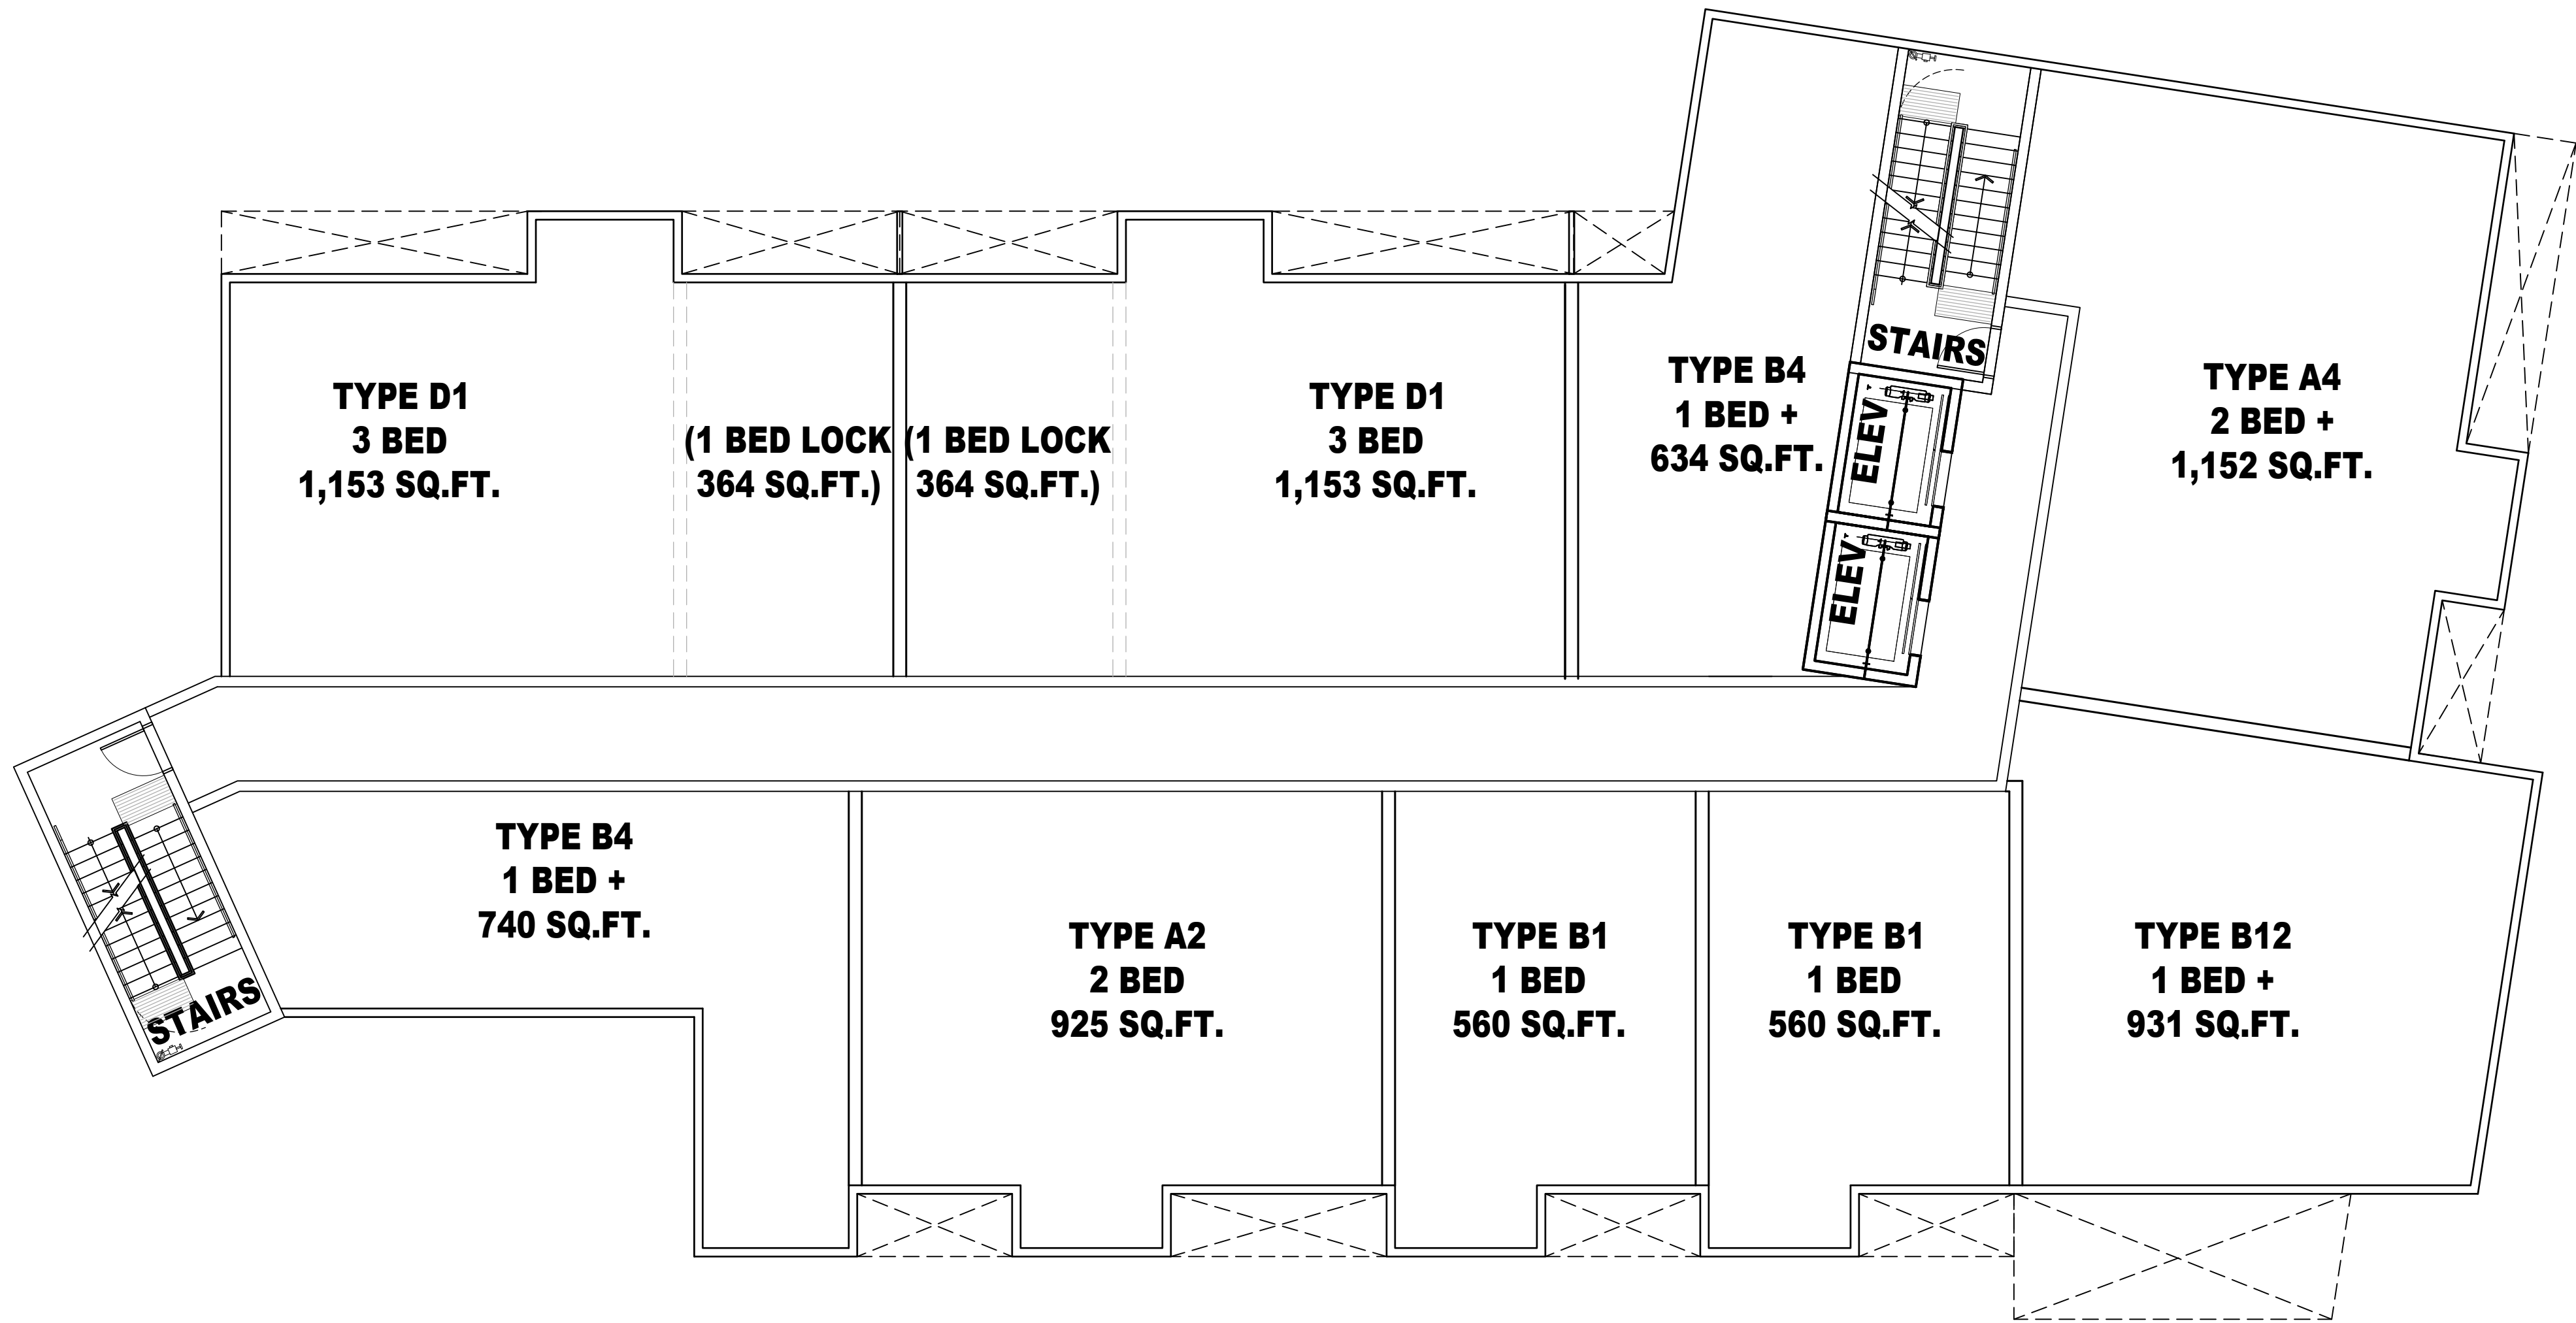 STAIRS
TYPE D1
3 BED
1,153 SQ.FT.
(1 BED LOCK
364 SQ.FT.)
(1 BED LOCK
364 SQ.FT.)
TYPE D1
3 BED
1,153 SQ.FT.
TYPE B4
1 BED +
634 SQ.FT.
ELEV
ELEV
TYPE A4
2 BED +
1,152 SQ.FT.
TYPE B4
1 BED +
740 SQ.FT.
STAIRS
TYPE A2
2 BED
925 SQ.FT.
TYPE B1
1 BED
560 SQ.FT.
TYPE B1
1 BED
560 SQ.FT.
TYPE B12
1 BED +
931 SQ.FT.